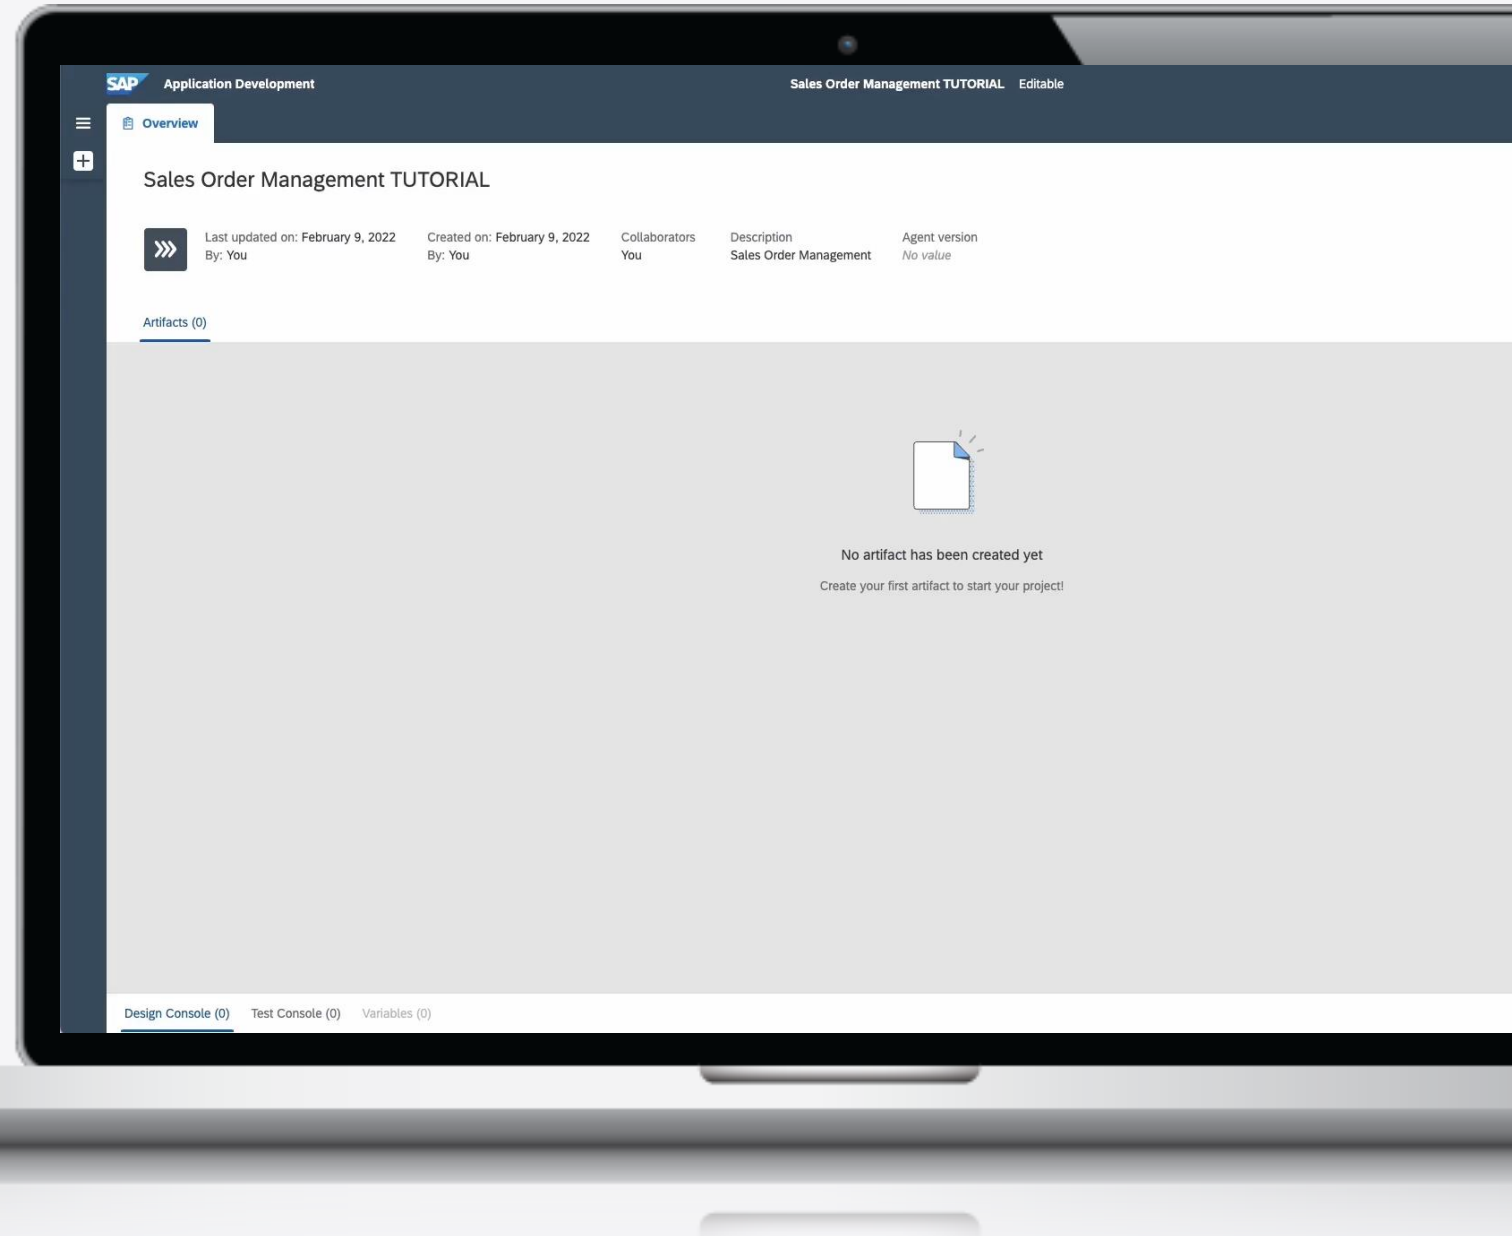 SAP Application Development
Sales Order Management TUTORIAL Editable
Overview
Sales Order Management TUTORIAL
Last updated on: February 9, 2022
By: You
Created on: February 9, 2022
By: You
Collaborators
You
Description
Sales Order Management
Agent version
No value
Artifacts (0)
No artifact has been created yet
Create your first artifact to start your project!
Design Console (0) Test Console (0) Variables (0)